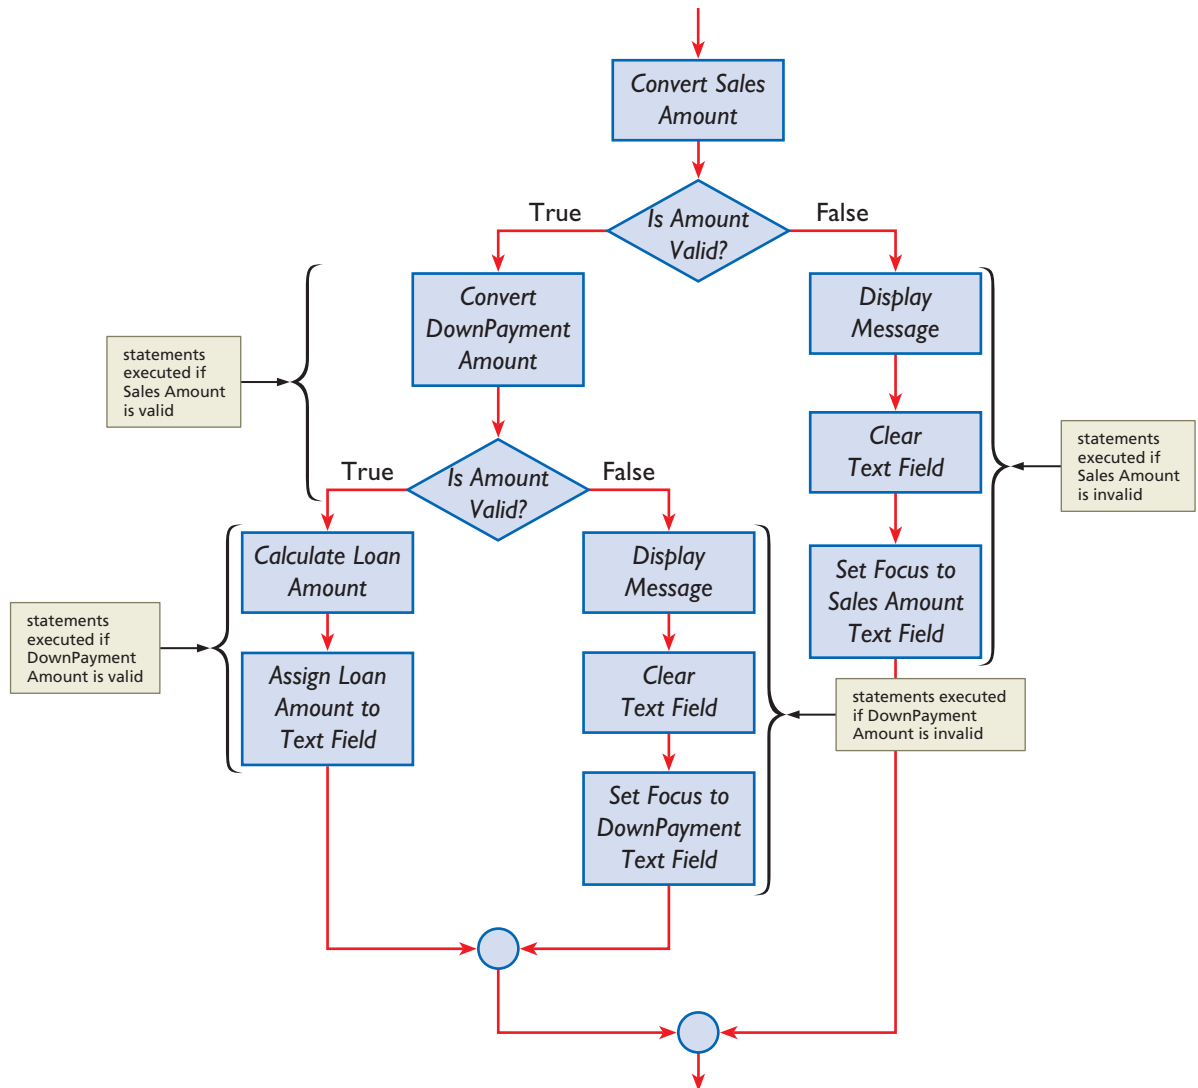 Convert Sales
Amount
True
False
Is Amount
Valid?
Convert
DownPayment
Amount
Display
Message
statements
executed if
Sales Amount
is valid
Clear
Text Field
statements
executed if
Sales Amount
is invalid
True
False
Is Amount
Valid?
Calculate Loan
Amount
Display
Message
Set Focus to
Sales Amount
Text Field
statements
executed if
DownPayment
Amount is valid
Assign Loan
Amount to
Text Field
Clear
Text Field
statements executed
if DownPayment
Amount is invalid
Set Focus to
DownPayment
Text Field